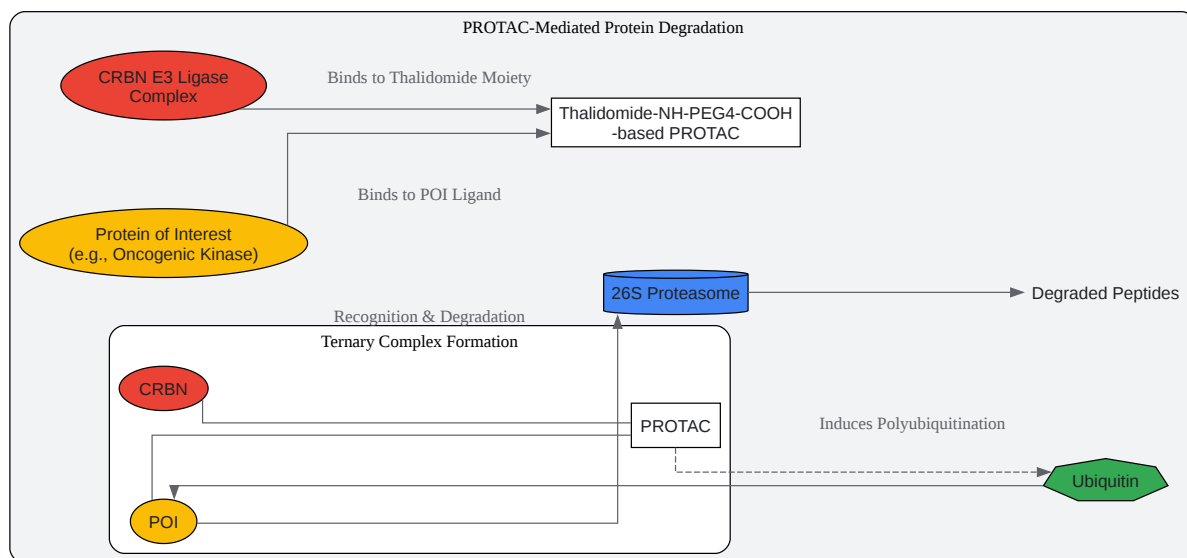 PROTAC-Mediated Protein Degradation
CRBN E3 Ligase
Complex
Binds to Thalidomide Moiety
Thalidomide-NH-PEG4-COOH
-based PROTAC
Binds to POI Ligand
Protein of Interest
(e.g., Oncogenic Kinase)
26S Proteasome
Degraded Peptides
Recognition & Degradation
Ternary Complex Formation
CRBN
PROTAC
Induces Polyubiquitination
Ubiquitin
POI